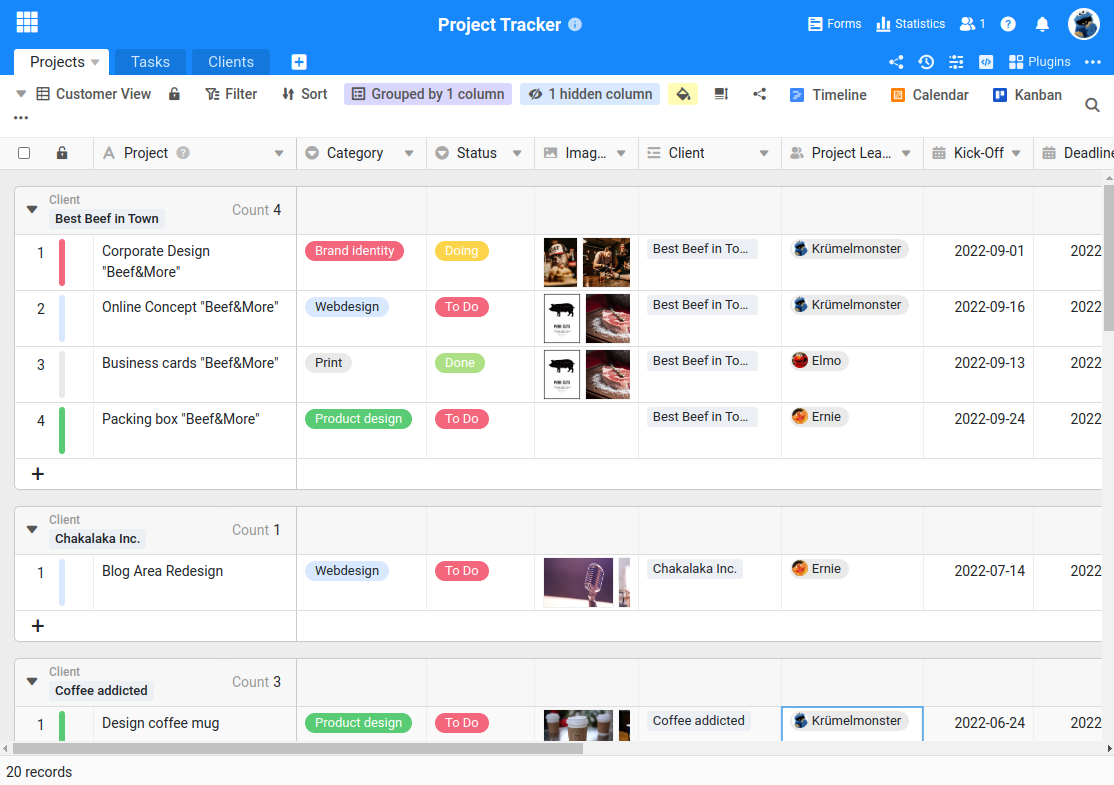 Project Tracker
Forms Statistics 1
Projects Tasks Clients
Plugins
Customer View Filter Sort Grouped by 1 column 1 hidden column Timeline Calendar Kanban
Project Category Status Imag... Client Project Lea... Kick-Off Deadline
Client
Best Beef in Town Count 4
1 Corporate Design "Beef&More" Brand identity Doing Best Beef in To... Krümelmonster 2022-09-01 2022
2 Online Concept "Beef&More" Webdesign To Do Best Beef in To... Krümelmonster 2022-09-16 2022
3 Business cards "Beef&More" Print Done Best Beef in To... Elmo 2022-09-13 2022
4 Packing box "Beef&More" Product design To Do Best Beef in To... Ernie 2022-09-24 2022
Client
Chakalaka Inc. Count 1
1 Blog Area Redesign Webdesign To Do Chakalaka Inc. Ernie 2022-07-14 2022
Client
Coffee addicted Count 3
1 Design coffee mug Product design To Do Coffee addicted Krümelmonster 2022-06-24 2022
20 records